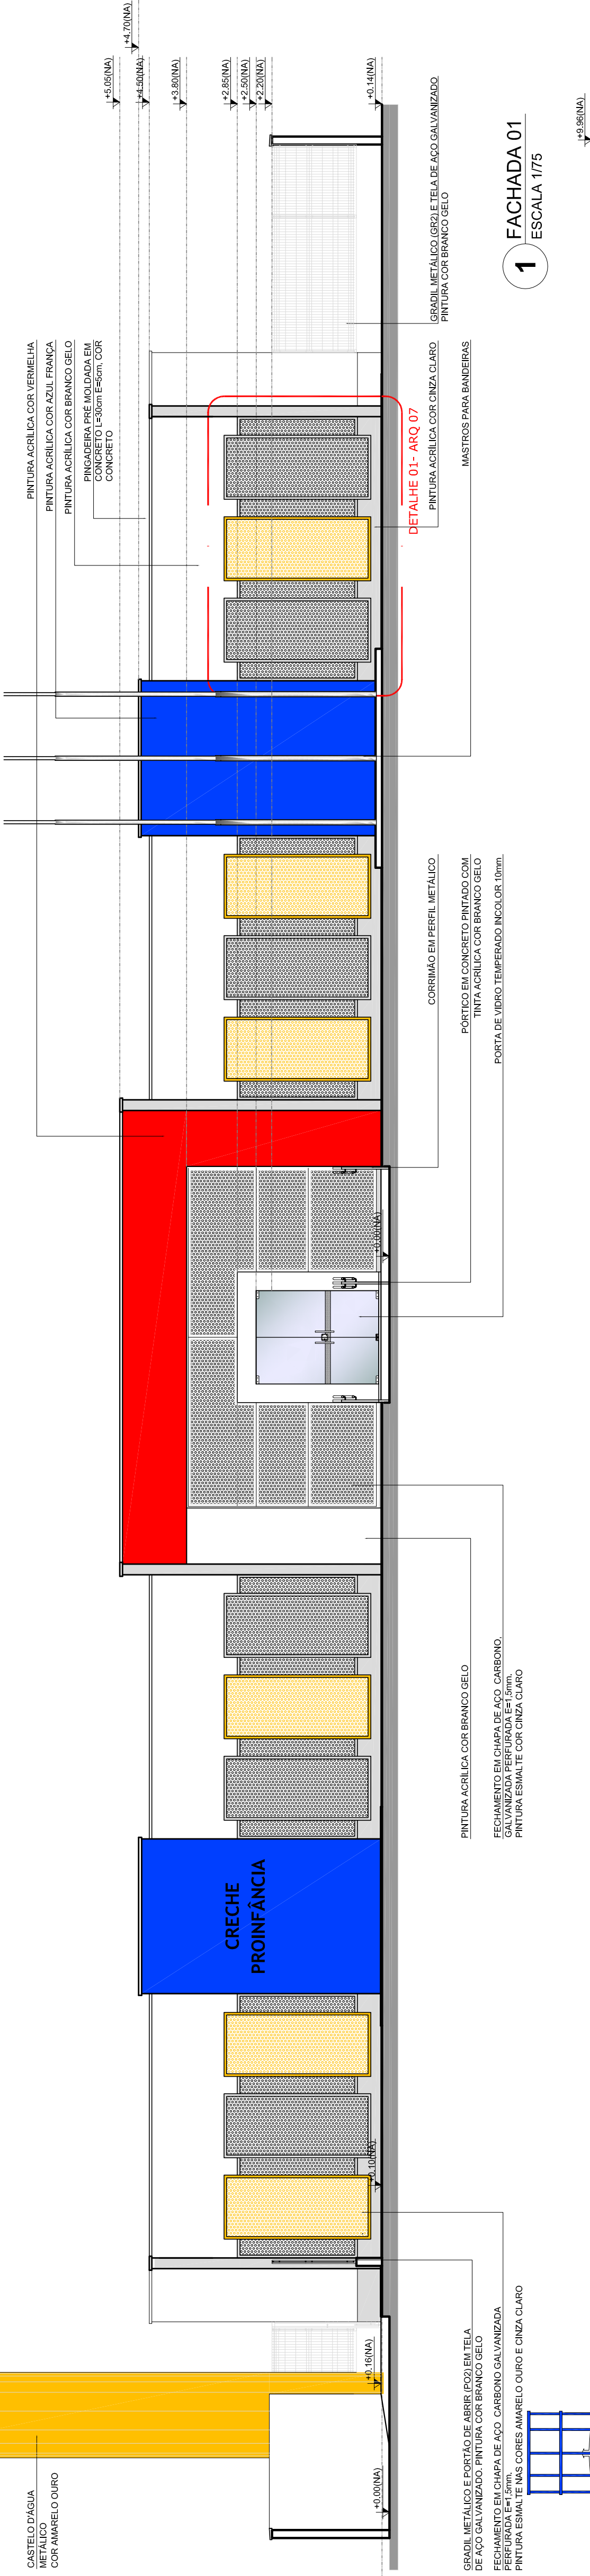 CASTELO D'ÁGUA
METÁLICO
COR AMARELO OURO
PINTURA ACRÍLICA COR VERMELHA
PINTURA ACRÍLICA COR AZUL FRANÇA
PINTURA ACRÍLICA COR BRANCO GELO
PINGADEIRA PRÉ MOLDADA EM
CONCRETO L=30cm E=5cm, COR
CONCRETO
+4.70(NA)
+5.05(NA)
+4.50(NA)
+3.80(NA)
+2.85(NA)
+2.50(NA)
+2.20(NA)
+0.14(NA)
CRECHE
PROINFÂNCIA
+0.00(NA)
+0.16(NA)
+0.10(NA)
+0.00(NA)
DETALHE 01- ARQ 07
GRADIL METÁLICO E PORTÃO DE ABRIR (PO2) EM TELA
DE AÇO GALVANIZADO. PINTURA COR BRANCO GELO
FECHAMENTO EM CHAPA DE AÇO CARBONO GALVANIZADA
PERFURADA E=1,5mm.
PINTURA ESMALTE NAS CORES AMARELO OURO E CINZA CLARO
PINTURA ACRÍLICA COR BRANCO GELO
FECHAMENTO EM CHAPA DE AÇO CARBONO,
GALVANIZADA PERFURADA E=1,5mm.
PINTURA ESMALTE COR CINZA CLARO
CORRIMÃO EM PERFIL METÁLICO
PÓRTICO EM CONCRETO PINTADO COM
TINTA ACRÍLICA COR BRANCO GELO
PORTA DE VIDRO TEMPERADO INCOLOR 10mm
PINTURA ACRÍLICA COR CINZA CLARO
MASTROS PARA BANDEIRAS
GRADIL METÁLICO (GR2) E TELA DE AÇO GALVANIZADO
PINTURA COR BRANCO GELO
1 FACHADA 01
ESCALA 1/75
+9.96(NA)